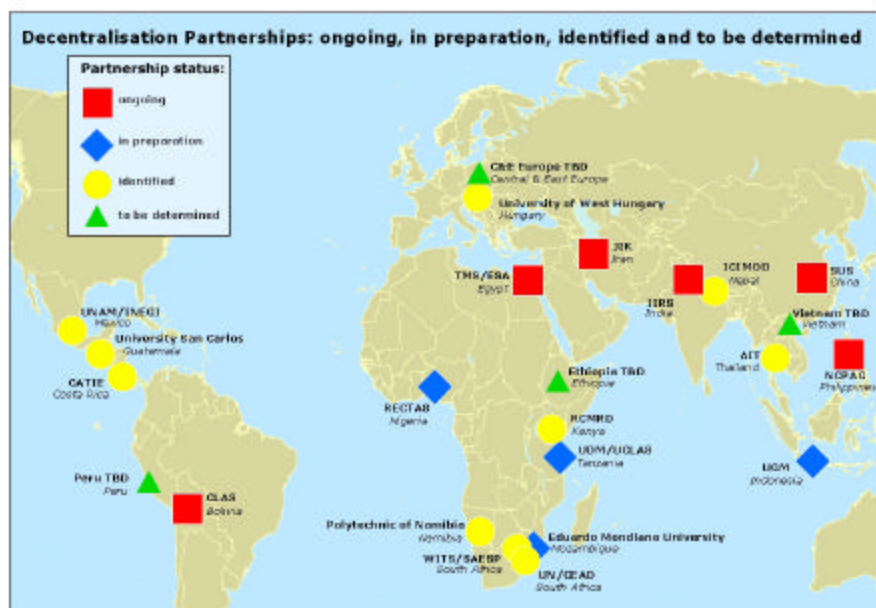 Decentralisation Partnerships: ongoing, in preparation, identified and to be determined
Partnership status:
ongoing
in preparation
identified
to be determined
C&E Europe TBD
Central & East Europe
University of West Hungary
Hungary
Iran
TMS/ESA
Egypt
IIRS
India
ICIMOD
Nepal
SUS
China
UNAM/INEGI
Mexico
University San Carlos
Guatemala
CATIE
Costa Rica
Vietnam TBD
Vietnam
AIT
Thailand
NCPAG
Philippines
Ethiopia TBD
Ethiopia
RECTAS
Nigeria
RCMRD
Kenya
UDM/UCLAS
Tanzania
UGM
Indonesia
Peru TBD
Peru
CLAS
Bolivia
Polytechnic of Namibia
Namibia
Eduardo Mondlane University
Mozambique
WITS/SAESP
South Africa
UN/CEAD
South Africa